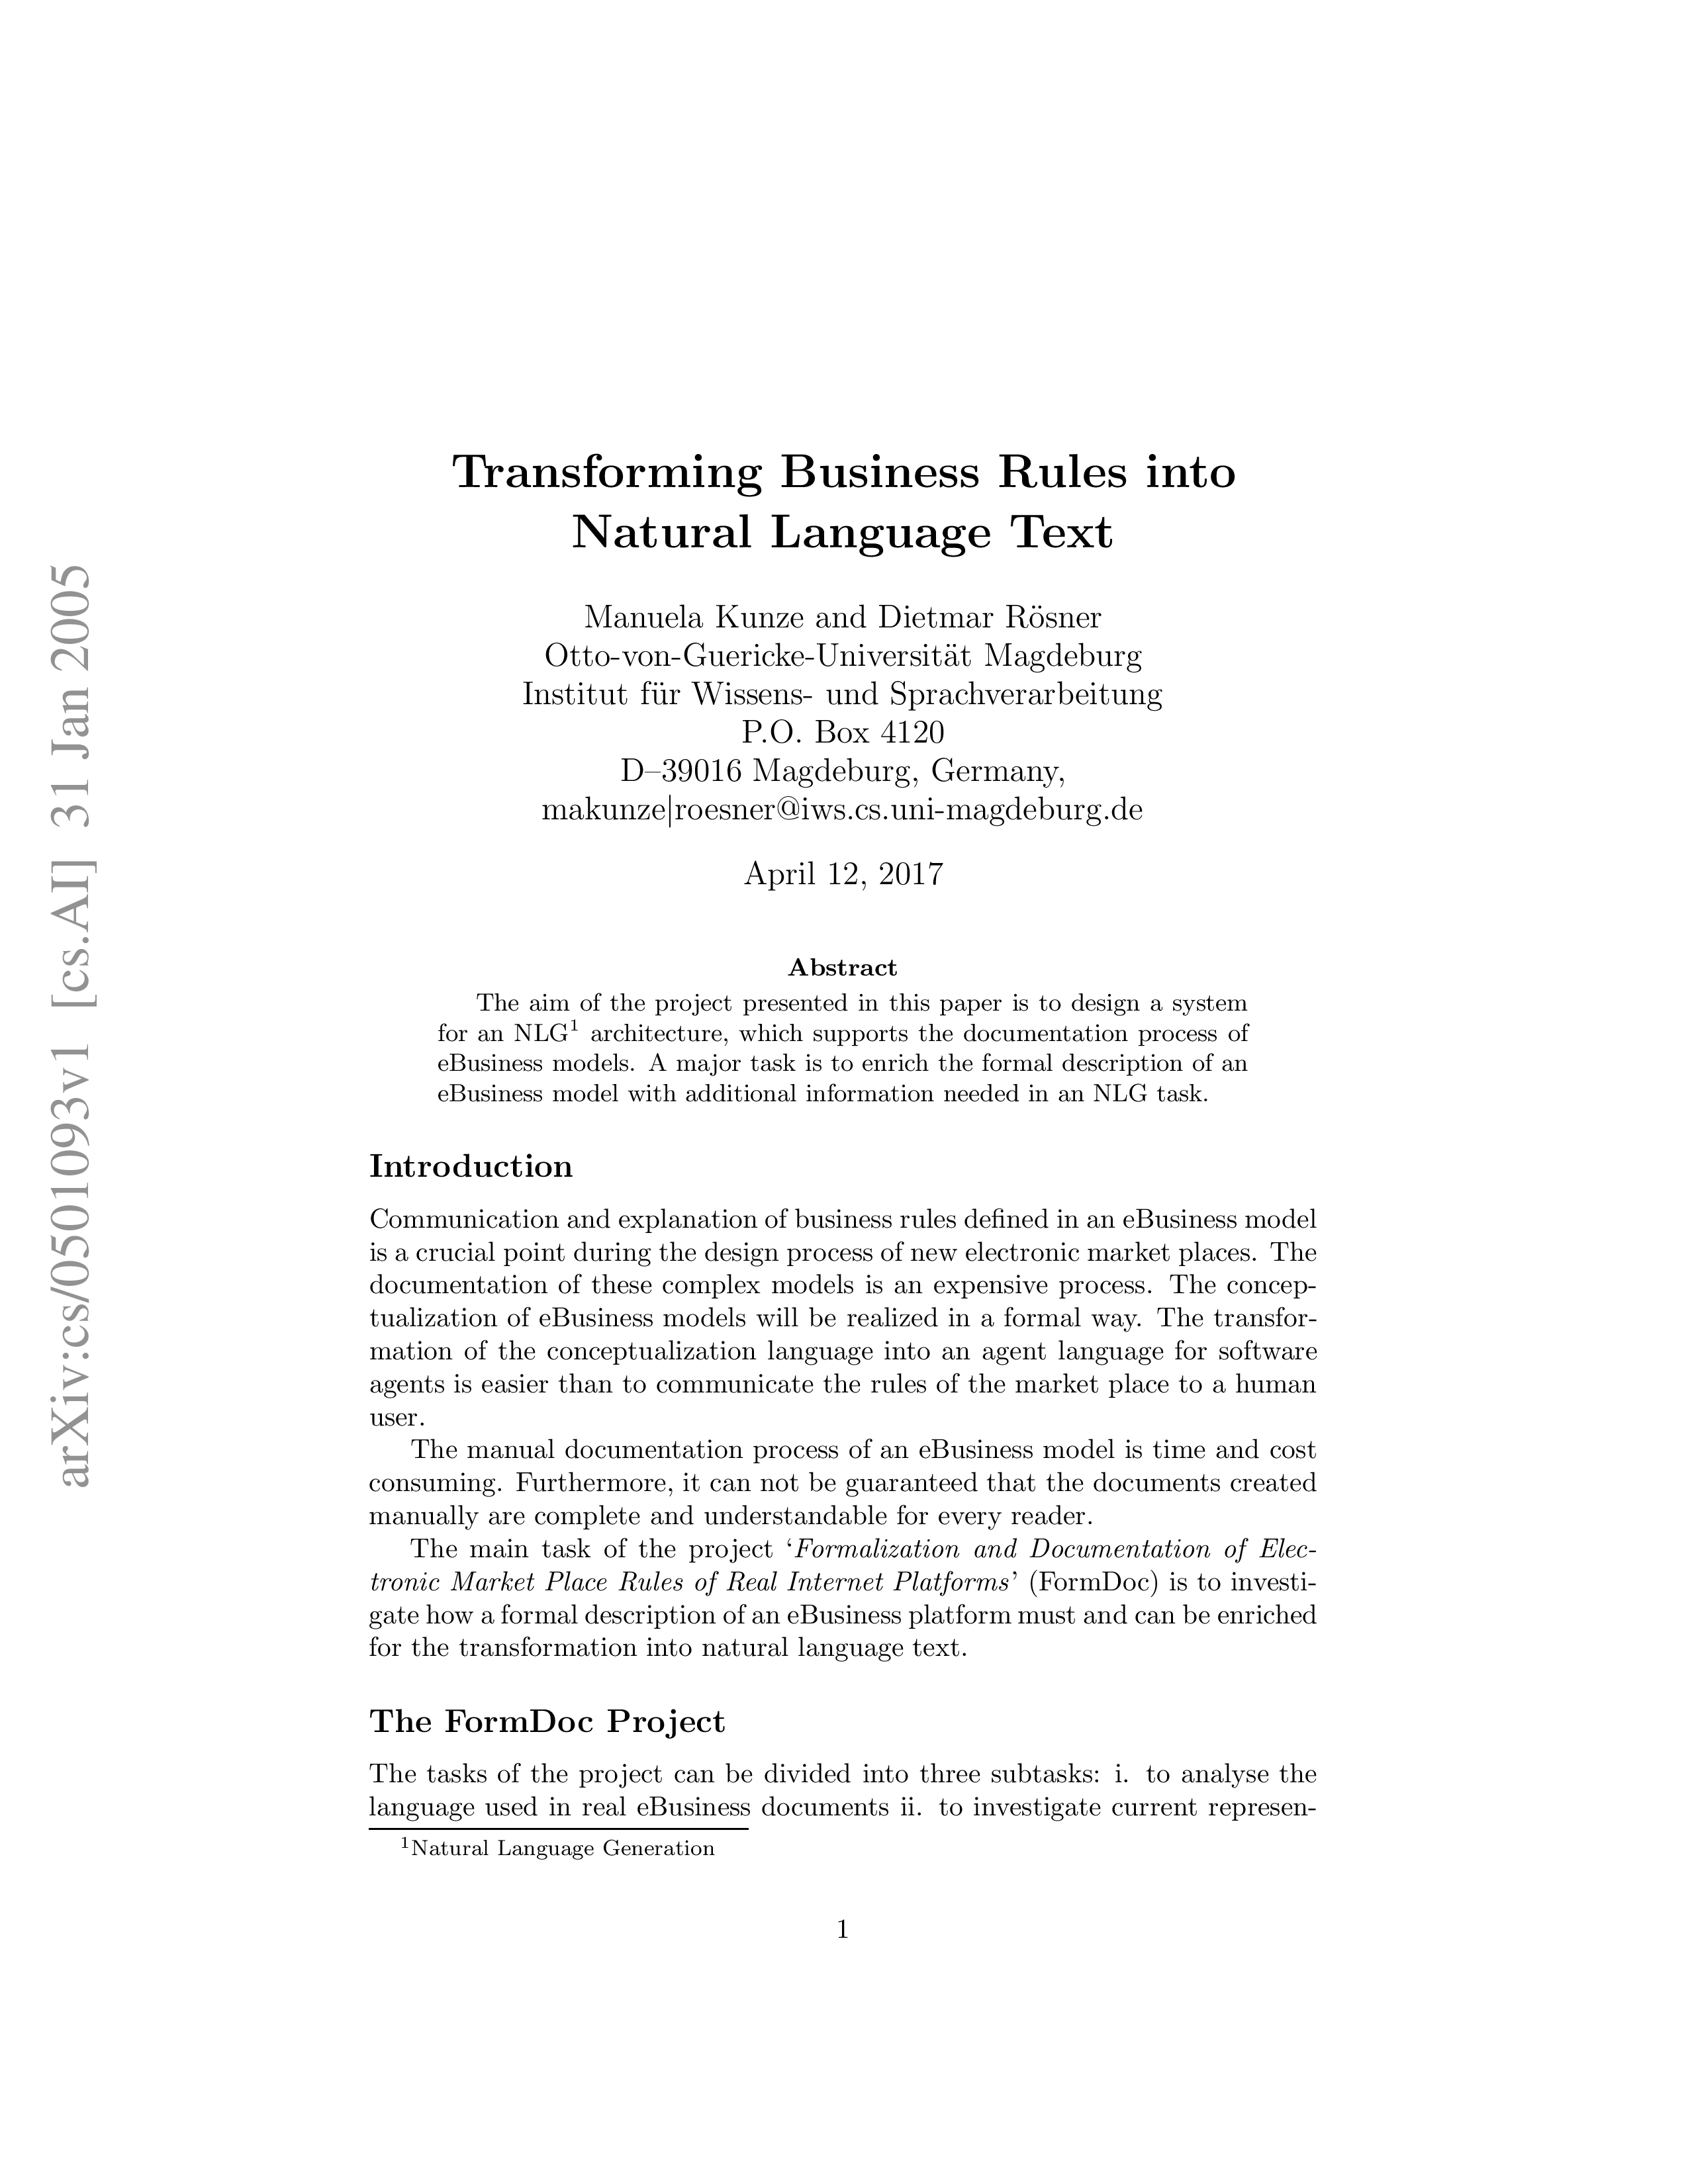 arXiv:cs/0501093v1 [cs.AI] 31 Jan 2005
Transforming Business Rules into
Natural Language Text
Manuela Kunze and Dietmar Rösner
Otto-von-Guericke-Universität Magdeburg
Institut für Wissens- und Sprachverarbeitung
P.O. Box 4120
D–39016 Magdeburg, Germany,
makunze|roesner@iws.cs.uni-magdeburg.de
April 12, 2017
Abstract
The aim of the project presented in this paper is to design a system
for an NLG1 architecture, which supports the documentation process of
eBusiness models. A major task is to enrich the formal description of an
eBusiness model with additional information needed in an NLG task.
Introduction
Communication and explanation of business rules defined in an eBusiness model
is a crucial point during the design process of new electronic market places. The
documentation of these complex models is an expensive process. The concep-
tualization of eBusiness models will be realized in a formal way. The transfor-
mation of the conceptualization language into an agent language for software
agents is easier than to communicate the rules of the market place to a human
user.
The manual documentation process of an eBusiness model is time and cost
consuming. Furthermore, it can not be guaranteed that the documents created
manually are complete and understandable for every reader.
The main task of the project ‘Formalization and Documentation of Elec-
tronic Market Place Rules of Real Internet Platforms’ (FormDoc) is to investi-
gate how a formal description of an eBusiness platform must and can be enriched
for the transformation into natural language text.
The FormDoc Project
The tasks of the project can be divided into three subtasks: i. to analyse the
language used in real eBusiness documents ii. to investigate current represen-
1Natural Language Generation
1